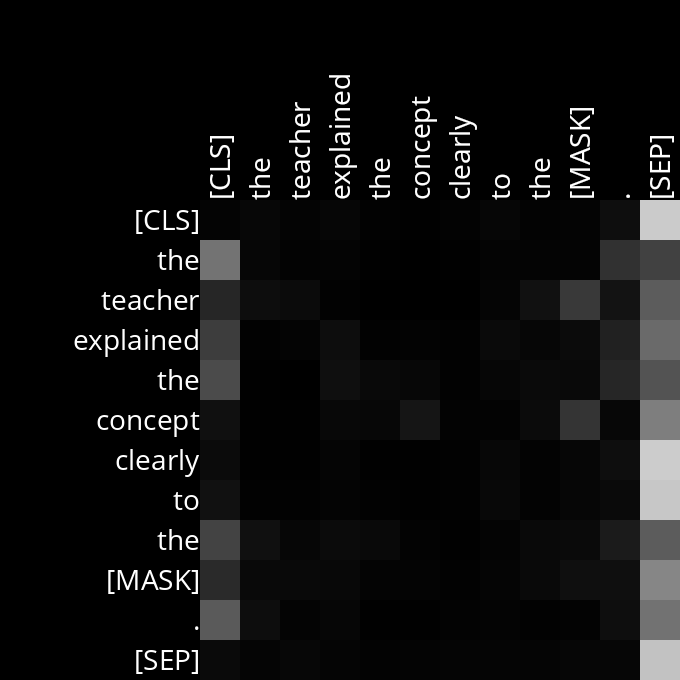 [CLS] the teacher explained the concept clearly to the [MASK] . [SEP]
[CLS]
the
teacher
explained
the
concept
clearly
to
the
[MASK]
.
[SEP]